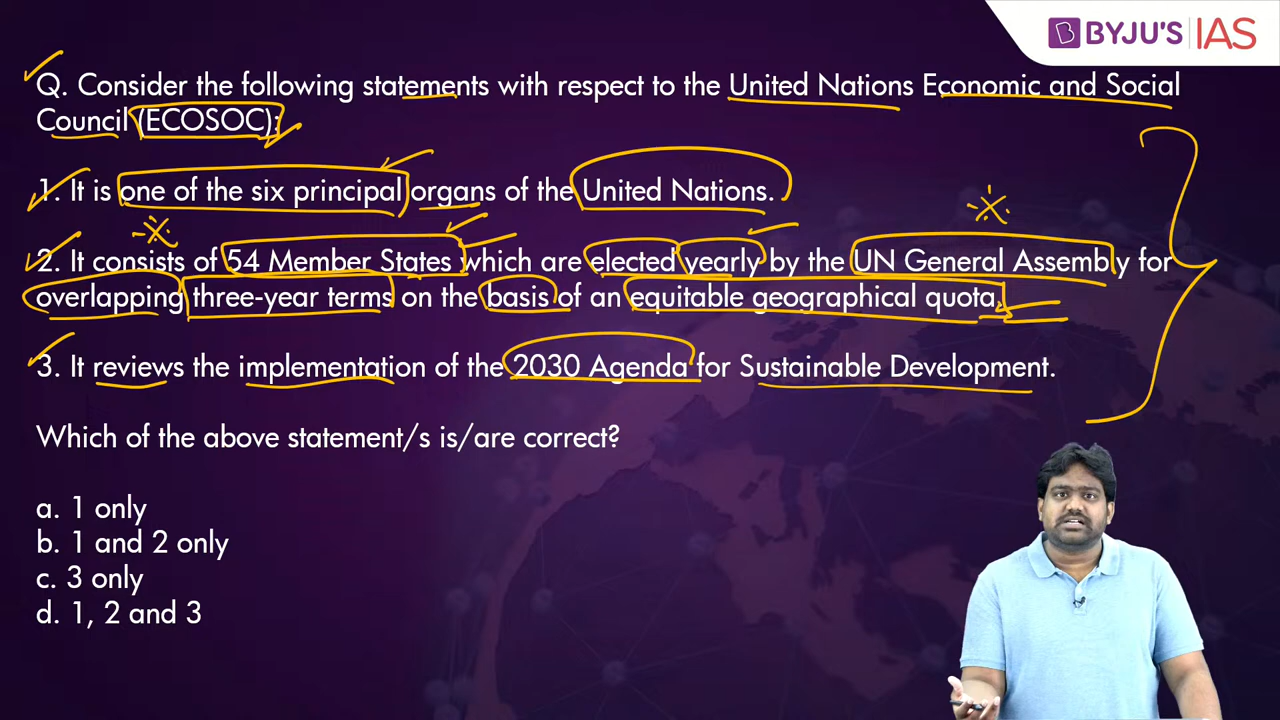 BYJU'S IAS
Q. Consider the following statements with respect to the United Nations Economic and Social
Council (ECOSOC):
1. It is one of the six principal organs of the United Nations.
2. It consists of 54 Member States which are elected yearly by the UN General Assembly for
overlapping three-year terms on the basis of an equitable geographical quota.
3. It reviews the implementation of the 2030 Agenda for Sustainable Development.
Which of the above statement/s is/are correct?
a. 1 only
b. 1 and 2 only
c. 3 only
d. 1, 2 and 3